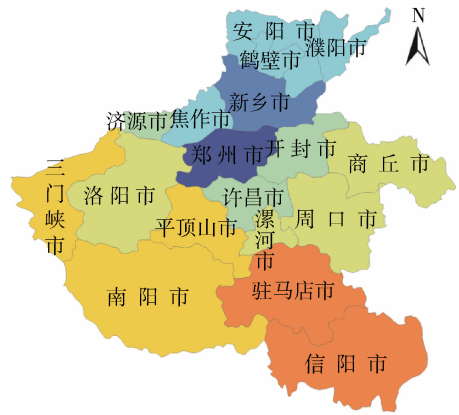 N
安阳市
濮阳市
鹤壁市
新乡市
济源市
焦作市
郑州市
开封市
商丘市
三门峡市
洛阳市
许昌市
平顶山市
漯河市
周口市
南阳市
驻马店市
信阳市